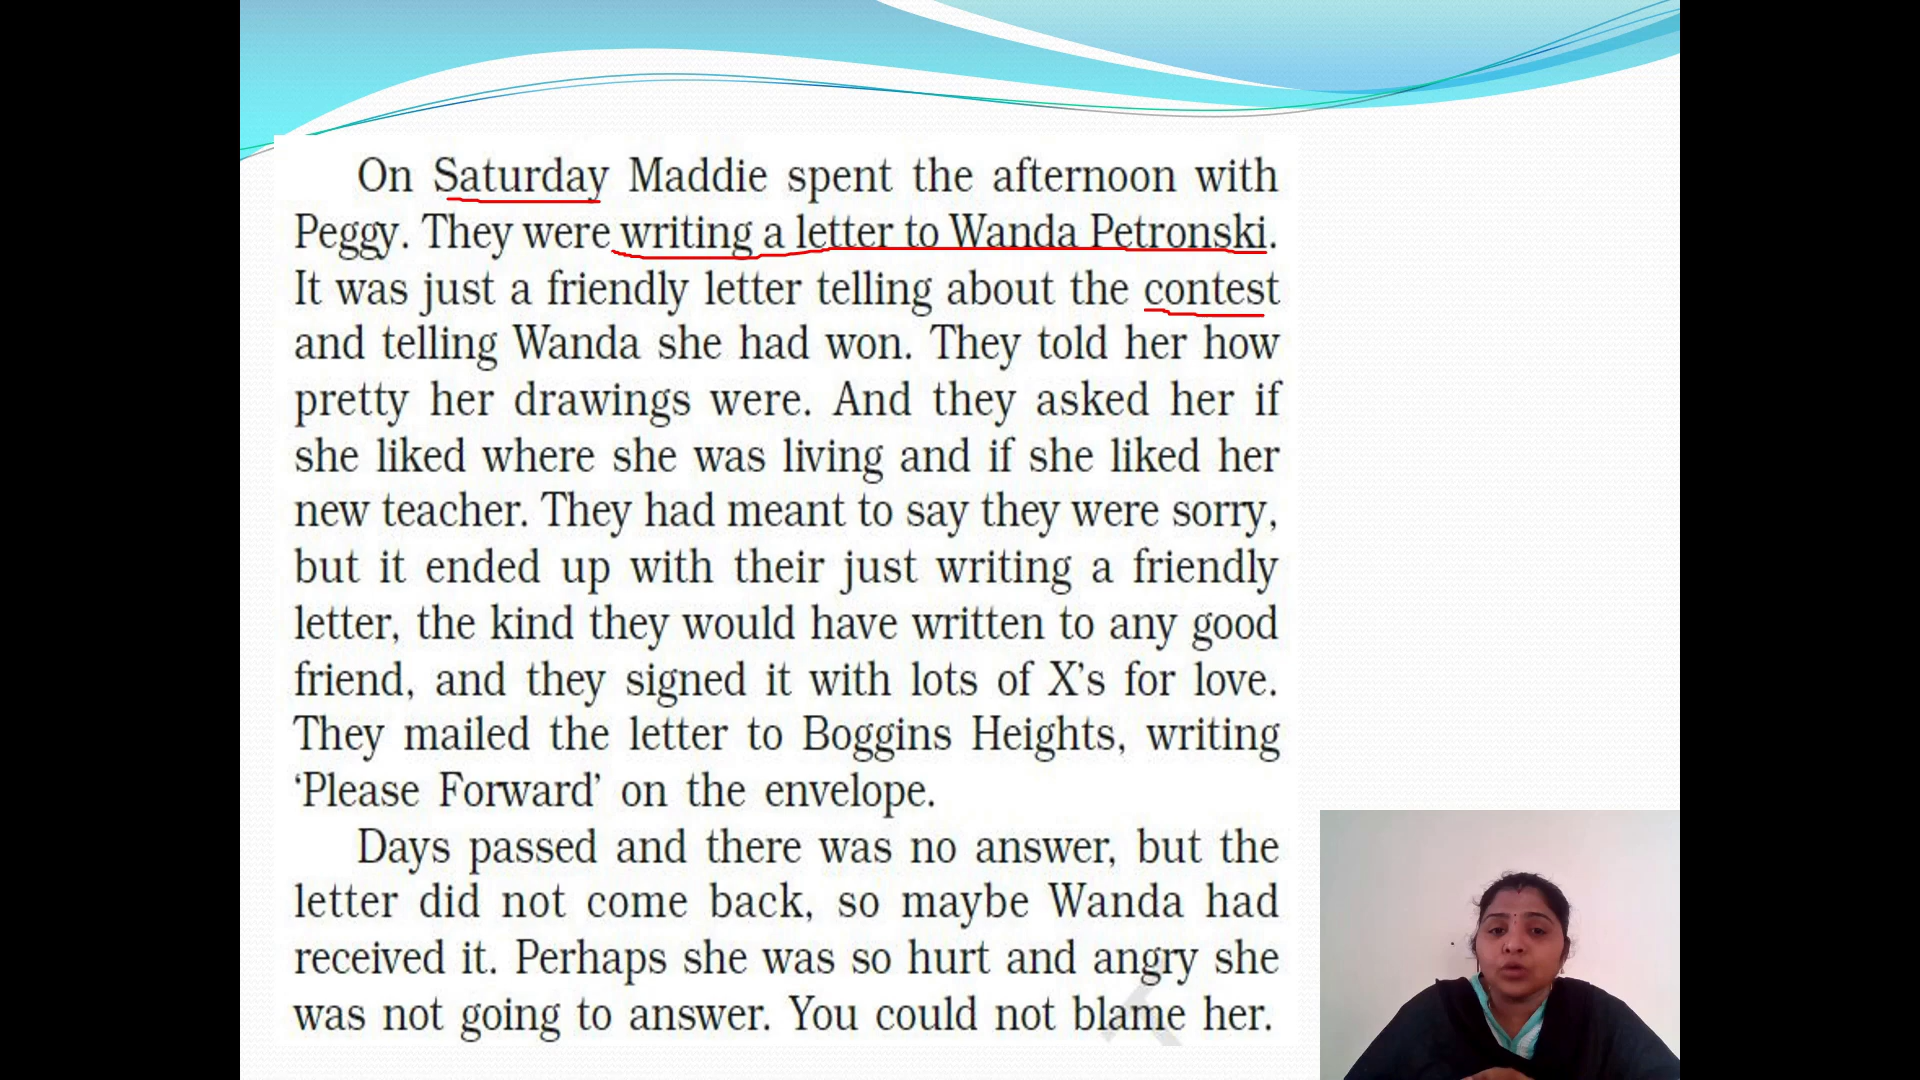 On Saturday Maddie spent the afternoon with
Peggy. They were writing a letter to Wanda Petronski.
It was just a friendly letter telling about the contest
and telling Wanda she had won. They told her how
pretty her drawings were. And they asked her if
she liked where she was living and if she liked her
new teacher. They had meant to say they were sorry,
but it ended up with their just writing a friendly
letter, the kind they would have written to any good
friend, and they signed it with lots of X’s for love.
They mailed the letter to Boggins Heights, writing
‘Please Forward’ on the envelope.
Days passed and there was no answer, but the
letter did not come back, so maybe Wanda had
received it. Perhaps she was so hurt and angry she
was not going to answer. You could not blame her.